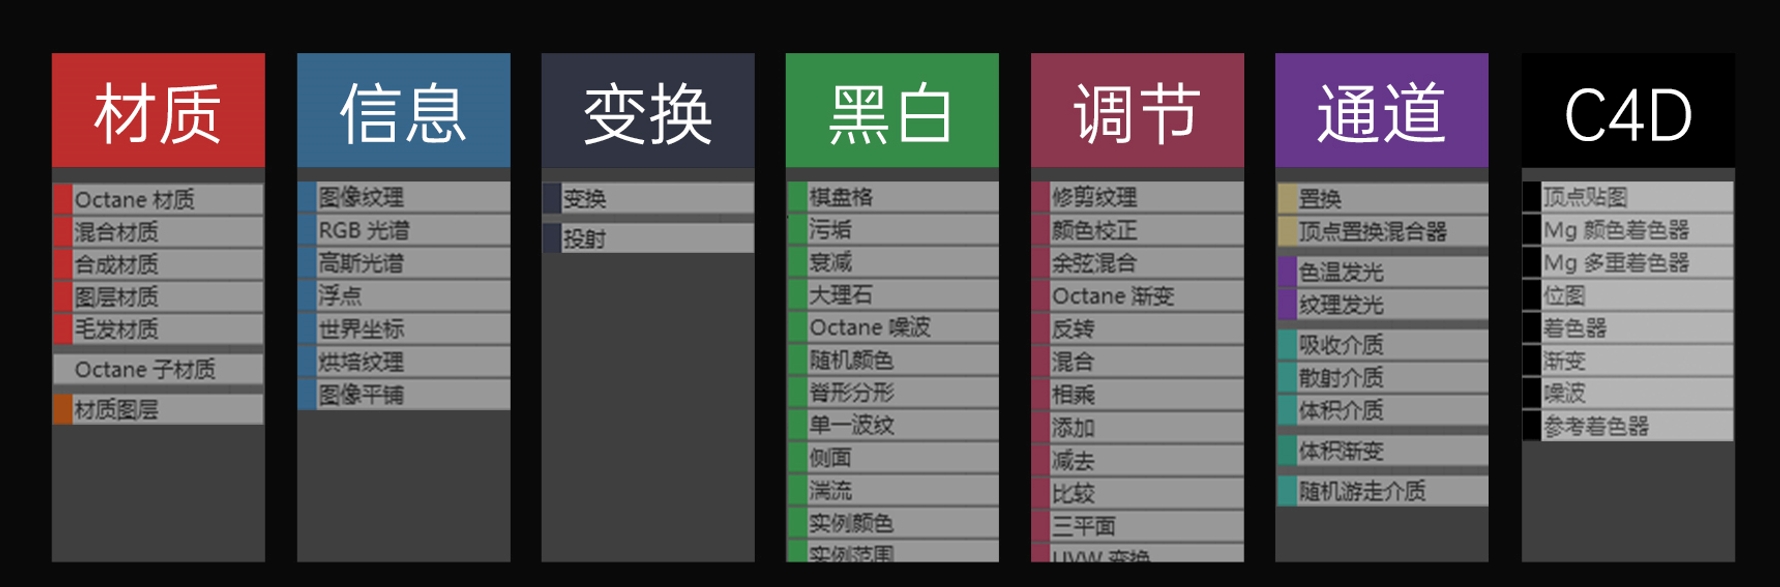 材质
Octane 材质
混合材质
合成材质
图层材质
毛发材质
Octane 子材质
材质图层
信息
图像纹理
RGB 光谱
高斯光谱
浮点
世界坐标
烘培纹理
图像平铺
变换
变换
投射
黑白
棋盘格
污垢
衰减
大理石
Octane 噪波
随机颜色
脊形分形
单一波纹
侧面
湍流
实例颜色
实例范围
调节
修剪纹理
颜色校正
余弦混合
Octane 渐变
反转
混合
相乘
添加
减去
比较
三平面
UVW 变换
通道
置换
顶点置换混合器
色温发光
纹理发光
吸收介质
散射介质
体积介质
体积渐变
随机游走介质
C4D
顶点贴图
Mg 颜色着色器
Mg 多重着色器
位图
着色器
渐变
噪波
参考着色器